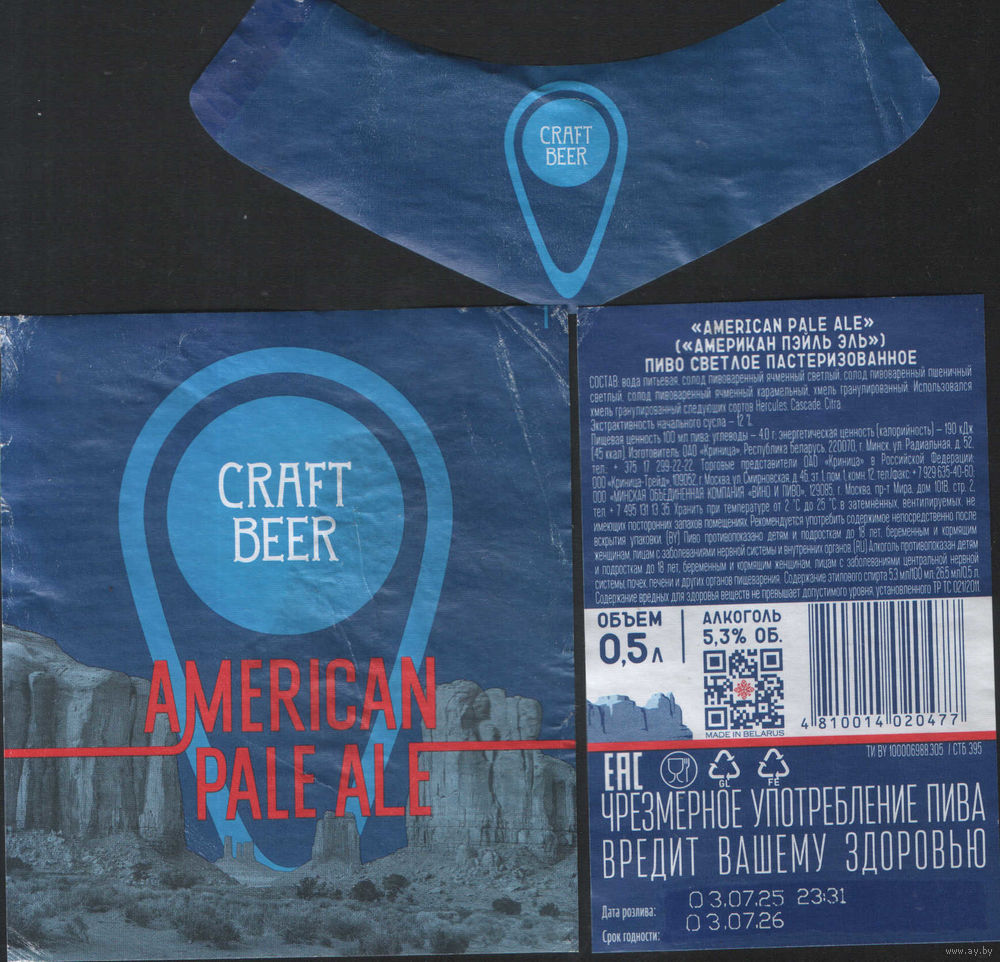 CRAFT
BEER
CRAFT
BEER
AMERICAN
PALE ALE
«AMERICAN PALE ALE»
(«АМЕРИКАН ПЭЙЛЬ ЭЛЬ»)
ПИВО СВЕТЛОЕ ПАСТЕРИЗОВАННОЕ
СОСТАВ: вода питьевая, солод пивоваренный ячменный светлый, солод пивоваренный пшеничный
светлый, солод пивоваренный ячменный карамельный, хмель гранулированный. Использовался
хмель гранулированный следующих сортов Hercules, Cascade, Citra.
Экстрактивность начального сусла – 12 %.
Пищевая ценность 100 мл пива: углеводы – 4,0 г; энергетическая ценность (калорийность) – 190 кДж
(45 ккал). Изготовитель: ОАО «Криница», Республика Беларусь, 220070, г. Минск, ул. Радиальная, д. 52,
тел.: + 375 17 299-22-22. Торговые представители ОАО «Криница» в Российской Федерации:
ООО «Криница-Трейд», 109052, г. Москва, ул. Смирновская, д. 4б, эт 1, пом 1, комн. 12, тел/факс: +7 929 635-40-60;
ООО «МИНСКАЯ ОБЪЕДИНЕННАЯ КОМПАНИЯ «ВИНО И ПИВО», 129085, г. Москва, пр-т Мира, дом 101В, стр. 2,
тел. + 7 495 131 13 35. Хранить при температуре от 2 °С до 25 °С в затемненных, вентилируемых, не
имеющих посторонних запахов помещениях. Рекомендуется употребить содержимое непосредственно после
вскрытия упаковки. (BY) Пиво противопоказано детям и подросткам до 18 лет, беременным и кормящим
женщинам, лицам с заболеваниями нервной системы и внутренних органов. (RU) Алкоголь противопоказан детям
и подросткам до 18 лет, беременным и кормящим женщинам, лицам с заболеваниями центральной нервной
системы, почек, печени и других органов пищеварения. Содержание этилового спирта 5,3 мл/100 мл; 26,5 мл/0,5 л.
Содержание вредных для здоровья веществ не превышает допустимого уровня, установленного ТР ТС 021/2011.
ОБЪЕМ
0,5 л
АЛКОГОЛЬ
5,3% ОБ.
MADE IN BELARUS
4 810014 020477
ТИ BY 100006988.305 / СТБ 395
EAC
GL
FE
ЧРЕЗМЕРНОЕ УПОТРЕБЛЕНИЕ ПИВА
ВРЕДИТ ВАШЕМУ ЗДОРОВЬЮ
Дата розлива: 03.07.25 23:31
Срок годности: 03.07.26
www.ay.by